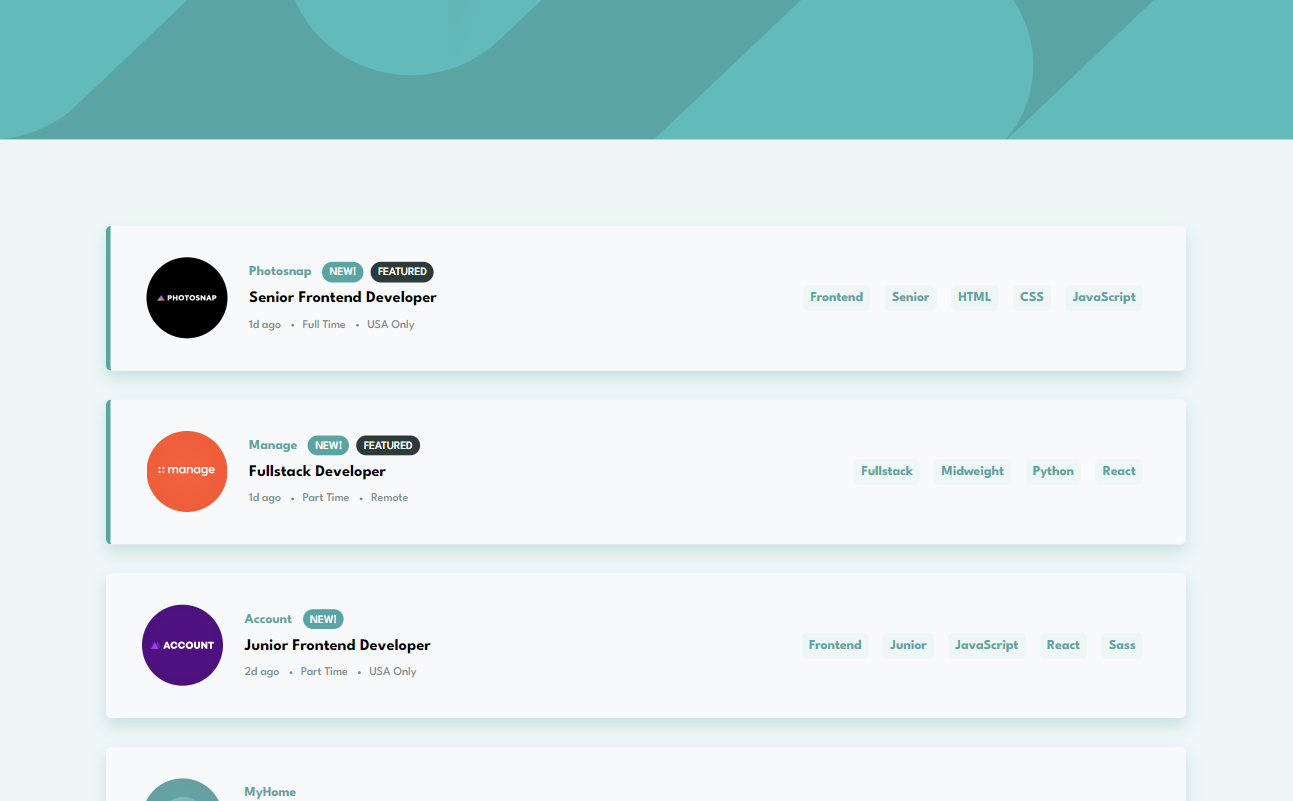 PHOTOSNAP
Photosnap NEW! FEATURED
Senior Frontend Developer
1d ago • Full Time • USA Only
Frontend Senior HTML CSS JavaScript
:: manage
Manage NEW! FEATURED
Fullstack Developer
1d ago • Part Time • Remote
Fullstack Midweight Python React
ACCOUNT
Account NEW!
Junior Frontend Developer
2d ago • Part Time • USA Only
Frontend Junior JavaScript React Sass
MyHome